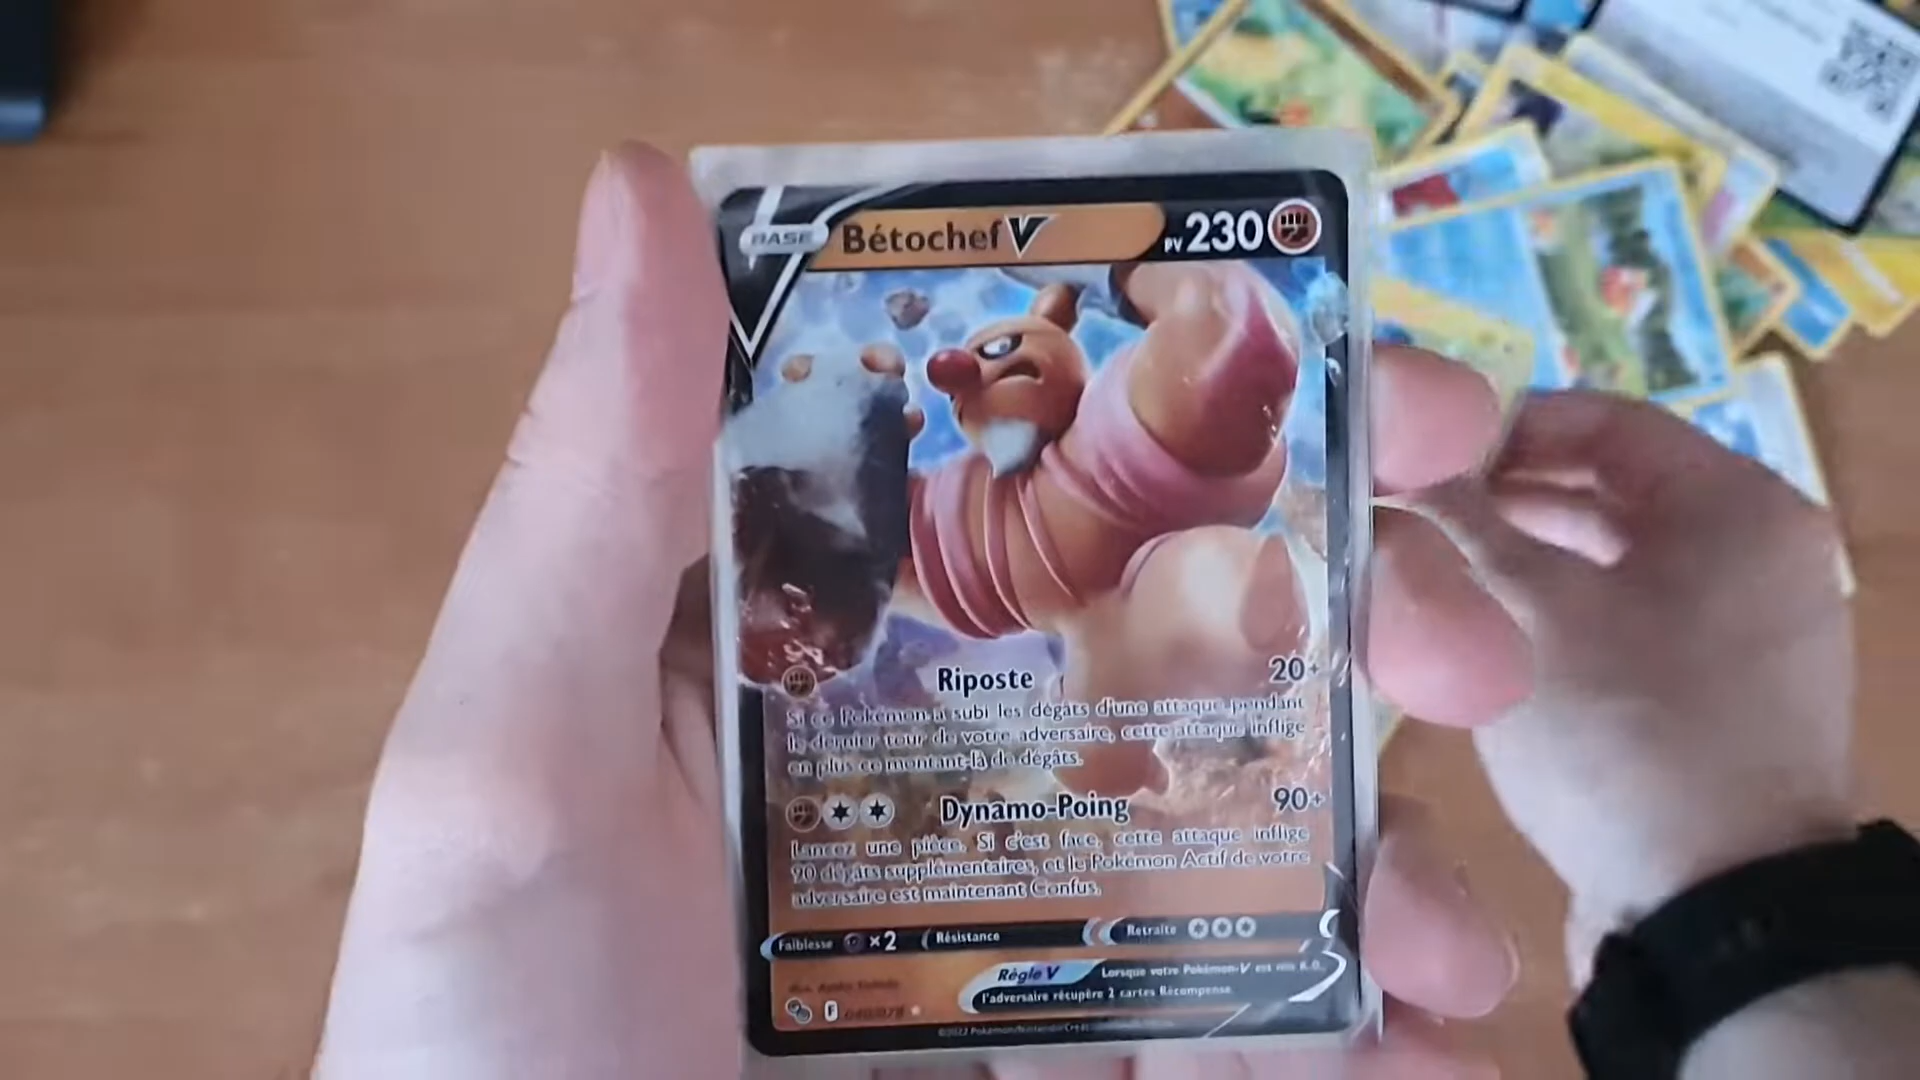 BASE Bétochef V PV 230
Riposte 20+
Si ce Pokémon a subi les dégâts d'une attaque pendant
le dernier tour de votre adversaire, cette attaque inflige
en plus ce montant-là de dégâts.
Dynamo-Poing 90+
Lancez une pièce. Si c'est face, cette attaque inflige
90 dégâts supplémentaires, et le Pokémon Actif de votre
adversaire est maintenant Confus.
Faiblesse ×2 Résistance Retraite
Règle V Lorsque votre Pokémon-V est mis K.O.,
l'adversaire récupère 2 cartes Récompense.
F 040/078